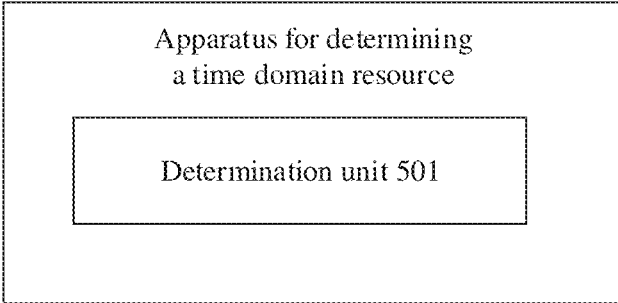 Apparatus for determining
a time domain resource
Determination unit 501